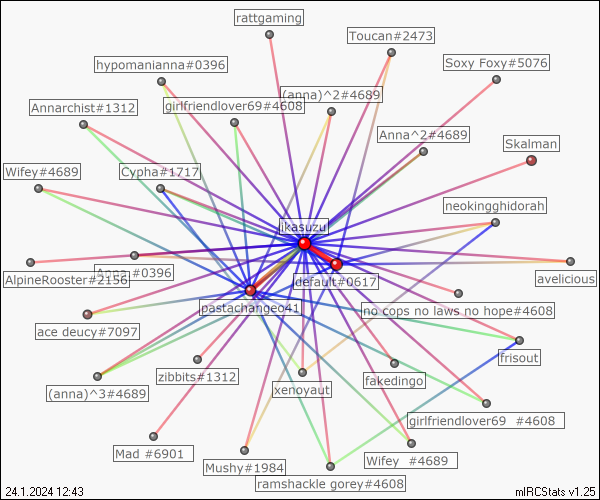 rattgaming
Toucan#2473
Soxy Foxy#5076
hypomanianna#0396
(anna)^2#4689
girlfriendlover69#4608
Annarchist#1312
Anna^2#4689
Skalman
Wifey#4689
Cypha#1717
neokingghidorah
ikasuzu
Anna #0396
AlpineRooster#2156
default#0617
avelicious
pastachangeo41
no cops no laws no hope#4608
ace deucy#7097
frisout
zibbits#1312
fakedingo
xenoyaut
(anna)^3#4689
girlfriendlover69 #4608
Mad #6901
Mushy#1984
Wifey #4689
ramshackle gorey#4608
24.1.2024 12:43
mIRCStats v1.25